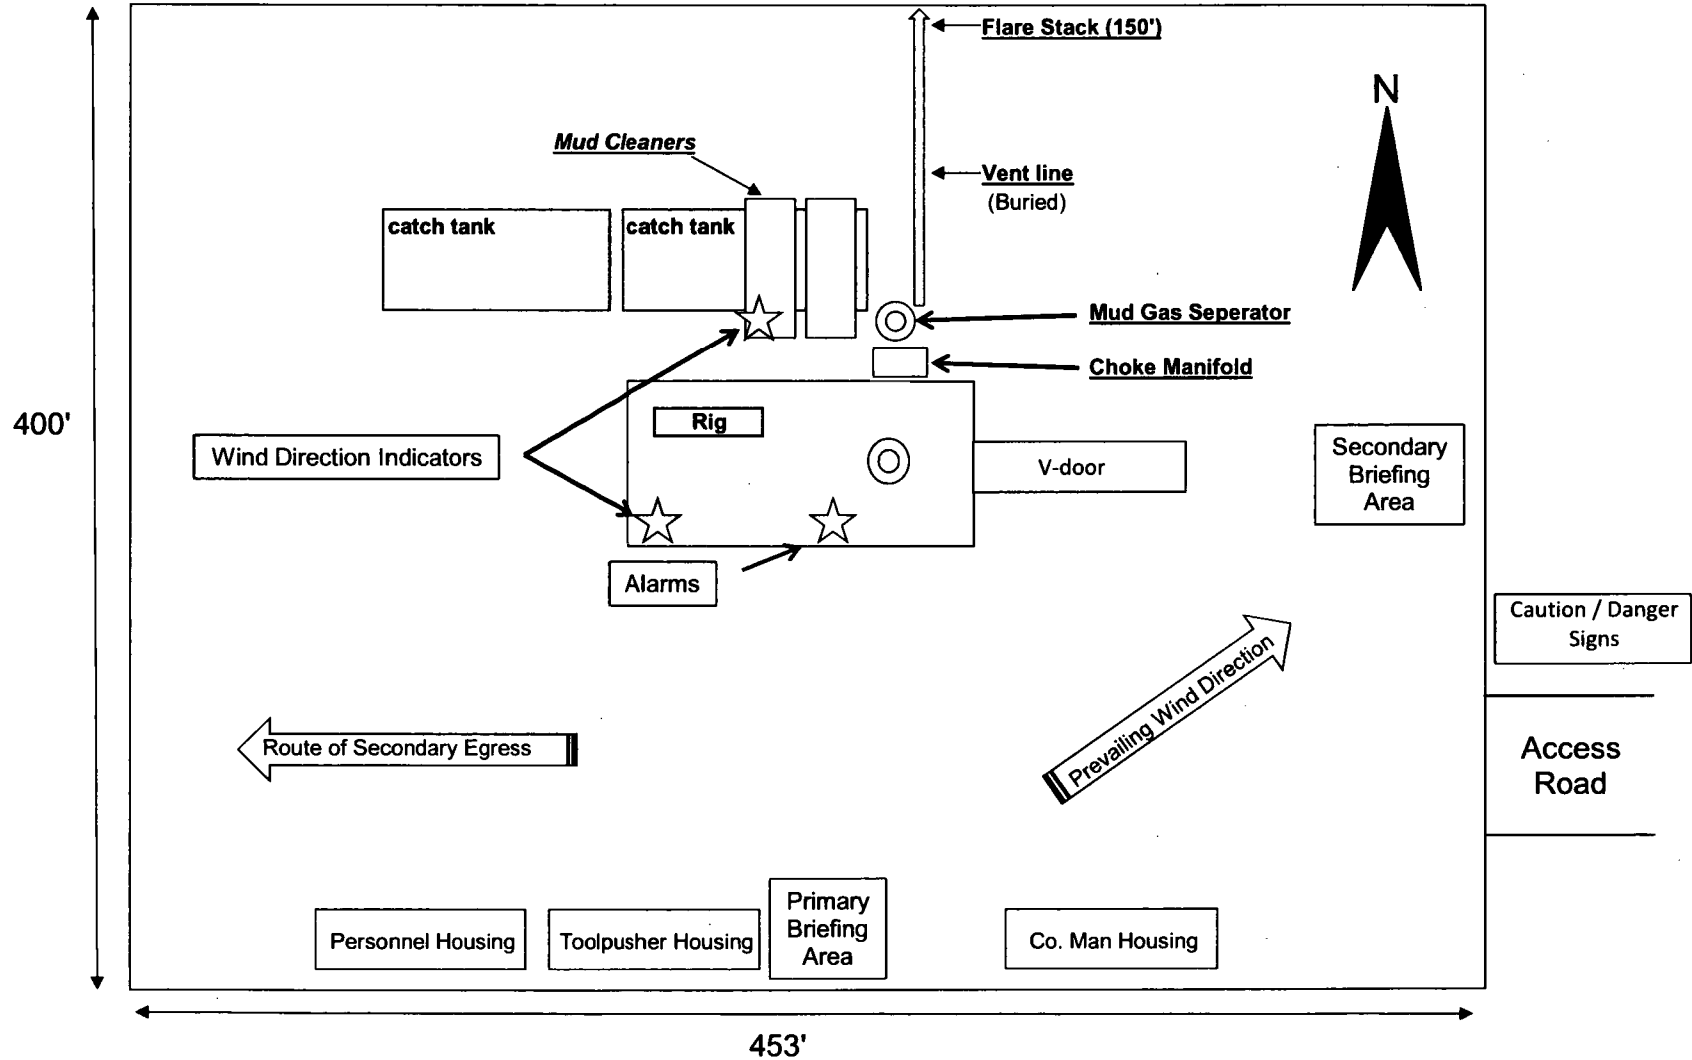 Flare Stack (150')
N
Mud Cleaners
Vent line
(Buried)
catch tank
catch tank
Mud Gas Seperator
Choke Manifold
400'
Rig
Wind Direction Indicators
V-door
Secondary
Briefing
Area
Alarms
Caution / Danger
Signs
Prevailing Wind Direction
Route of Secondary Egress
Access
Road
Primary
Briefing
Area
Personnel Housing
Toolpusher Housing
Co. Man Housing
453'